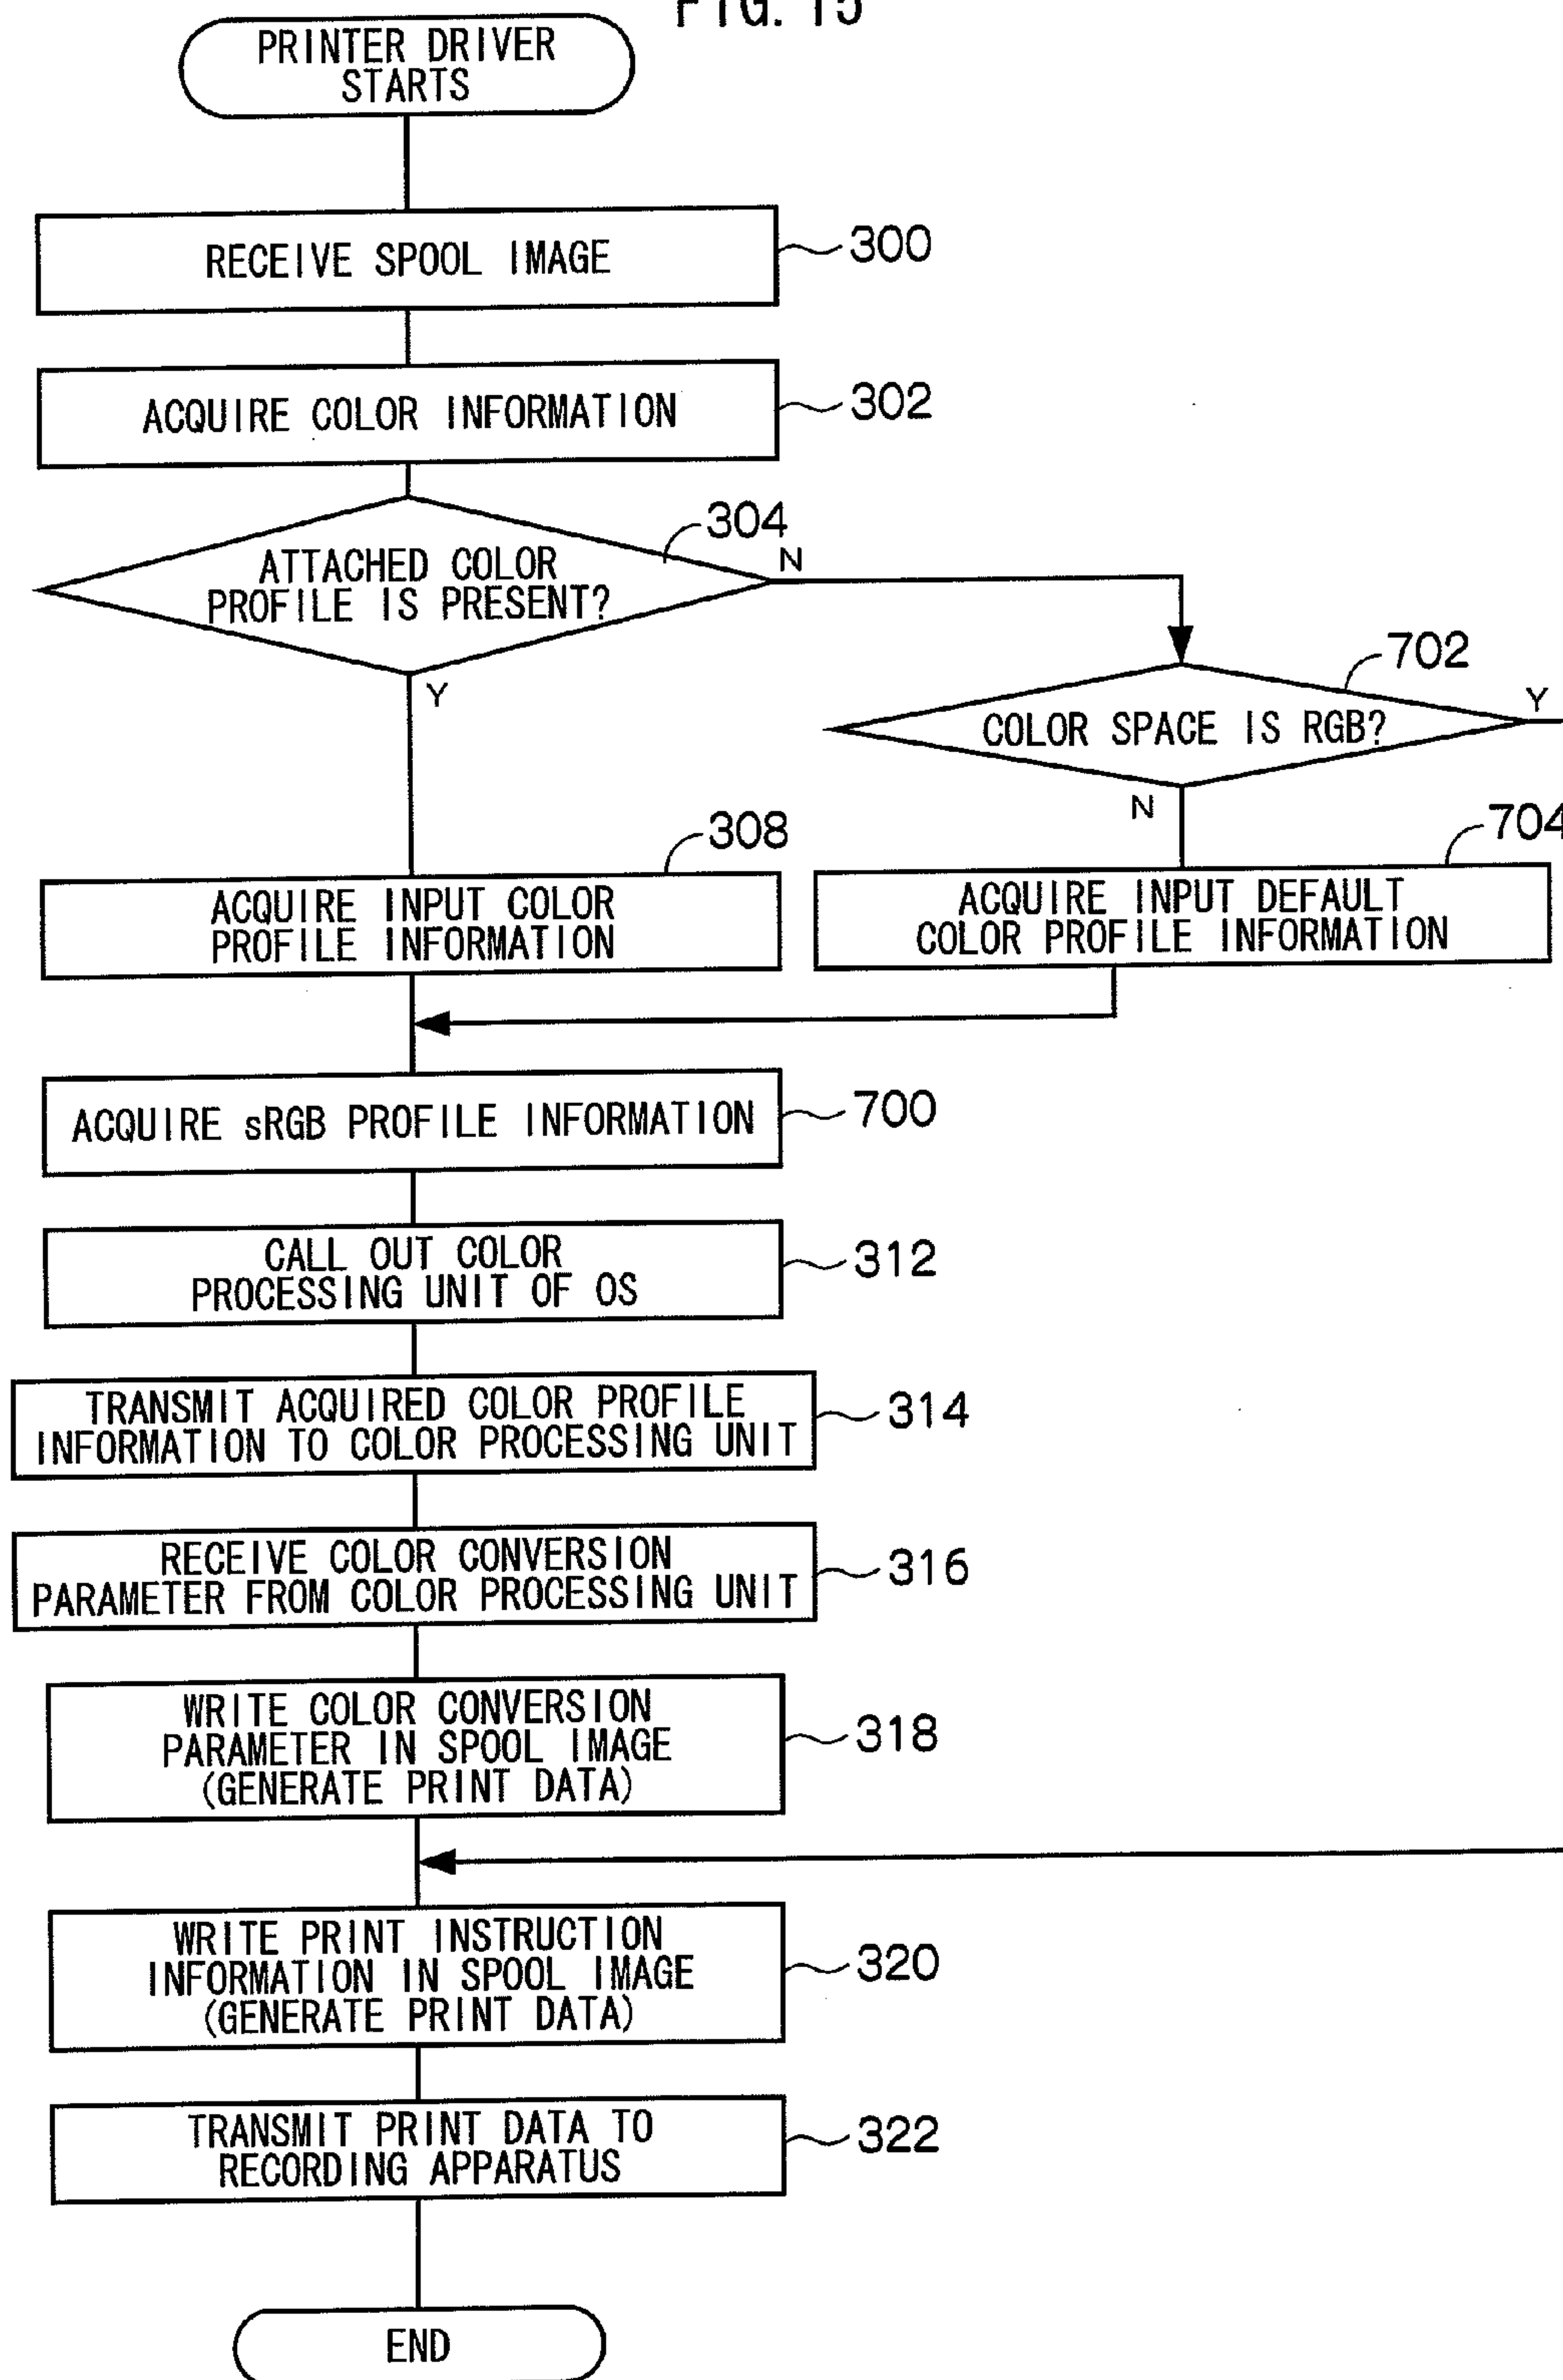 FIG. 15
PRINTER DRIVER
STARTS
RECEIVE SPOOL IMAGE
300
ACQUIRE COLOR INFORMATION
302
304
ATTACHED COLOR
PROFILE IS PRESENT?
N
Y
702
COLOR SPACE IS RGB?
Y
N
308
ACQUIRE INPUT COLOR
PROFILE INFORMATION
704
ACQUIRE INPUT DEFAULT
COLOR PROFILE INFORMATION
ACQUIRE sRGB PROFILE INFORMATION
700
CALL OUT COLOR
PROCESSING UNIT OF OS
312
TRANSMIT ACQUIRED COLOR PROFILE
INFORMATION TO COLOR PROCESSING UNIT
314
RECEIVE COLOR CONVERSION
PARAMETER FROM COLOR PROCESSING UNIT
316
WRITE COLOR CONVERSION
PARAMETER IN SPOOL IMAGE
(GENERATE PRINT DATA)
318
WRITE PRINT INSTRUCTION
INFORMATION IN SPOOL IMAGE
(GENERATE PRINT DATA)
320
TRANSMIT PRINT DATA TO
RECORDING APPARATUS
322
END